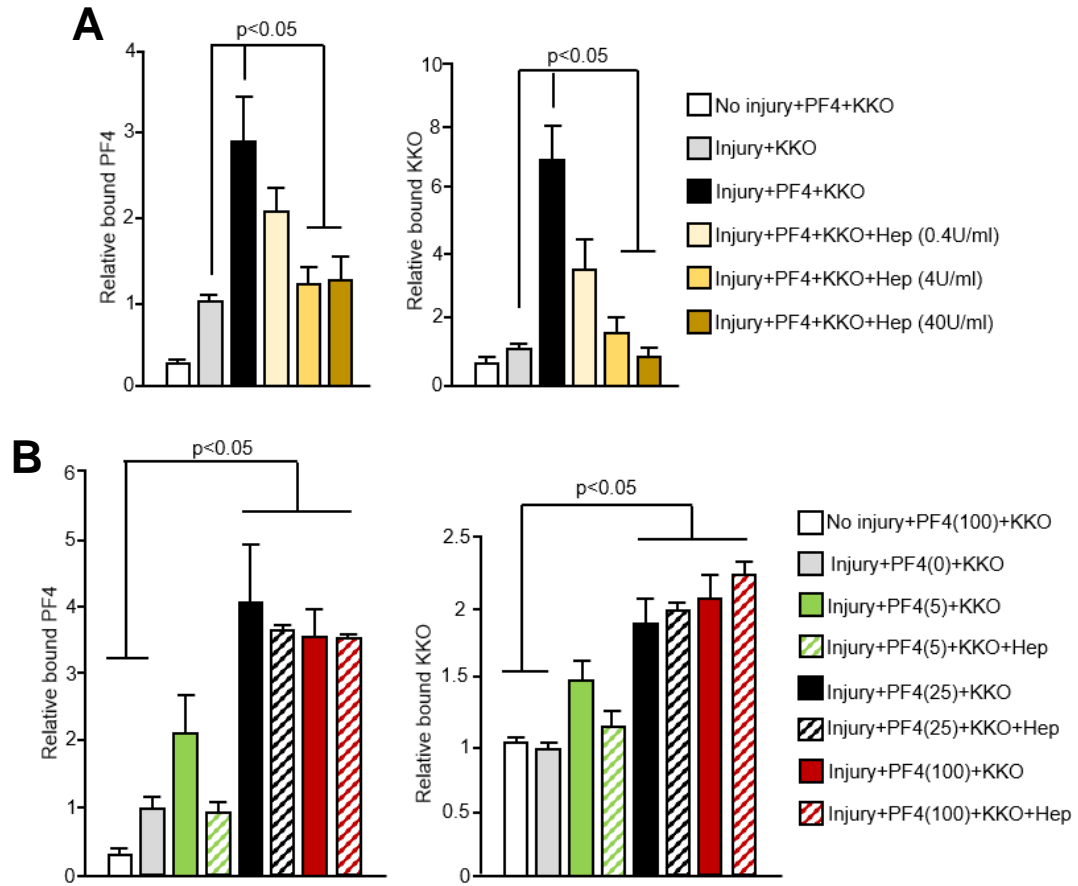 A
p<0.05
4
3
2
1
0
Relative bound PF4
p<0.05
10
8
6
4
2
0
Relative bound KKO
No injury+PF4+KKO
Injury+KKO
Injury+PF4+KKO
Injury+PF4+KKO+Hep (0.4U/ml)
Injury+PF4+KKO+Hep (4U/ml)
Injury+PF4+KKO+Hep (40U/ml)
B
p<0.05
6
5
4
3
2
1
0
Relative bound PF4
p<0.05
2.5
2
1.5
1
0.5
0
Relative bound KKO
No injury+PF4(100)+KKO
Injury+PF4(0)+KKO
Injury+PF4(5)+KKO
Injury+PF4(5)+KKO+Hep
Injury+PF4(25)+KKO
Injury+PF4(25)+KKO+Hep
Injury+PF4(100)+KKO
Injury+PF4(100)+KKO+Hep